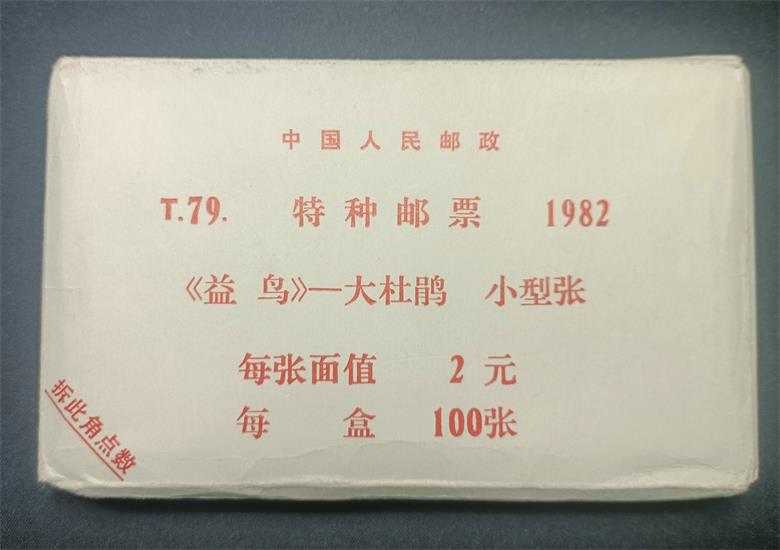 中国人民邮政
T.79. 特种邮票 1982
《益鸟》—大杜鹃 小型张
每张面值 2元
每盒 100张
拆此角点数